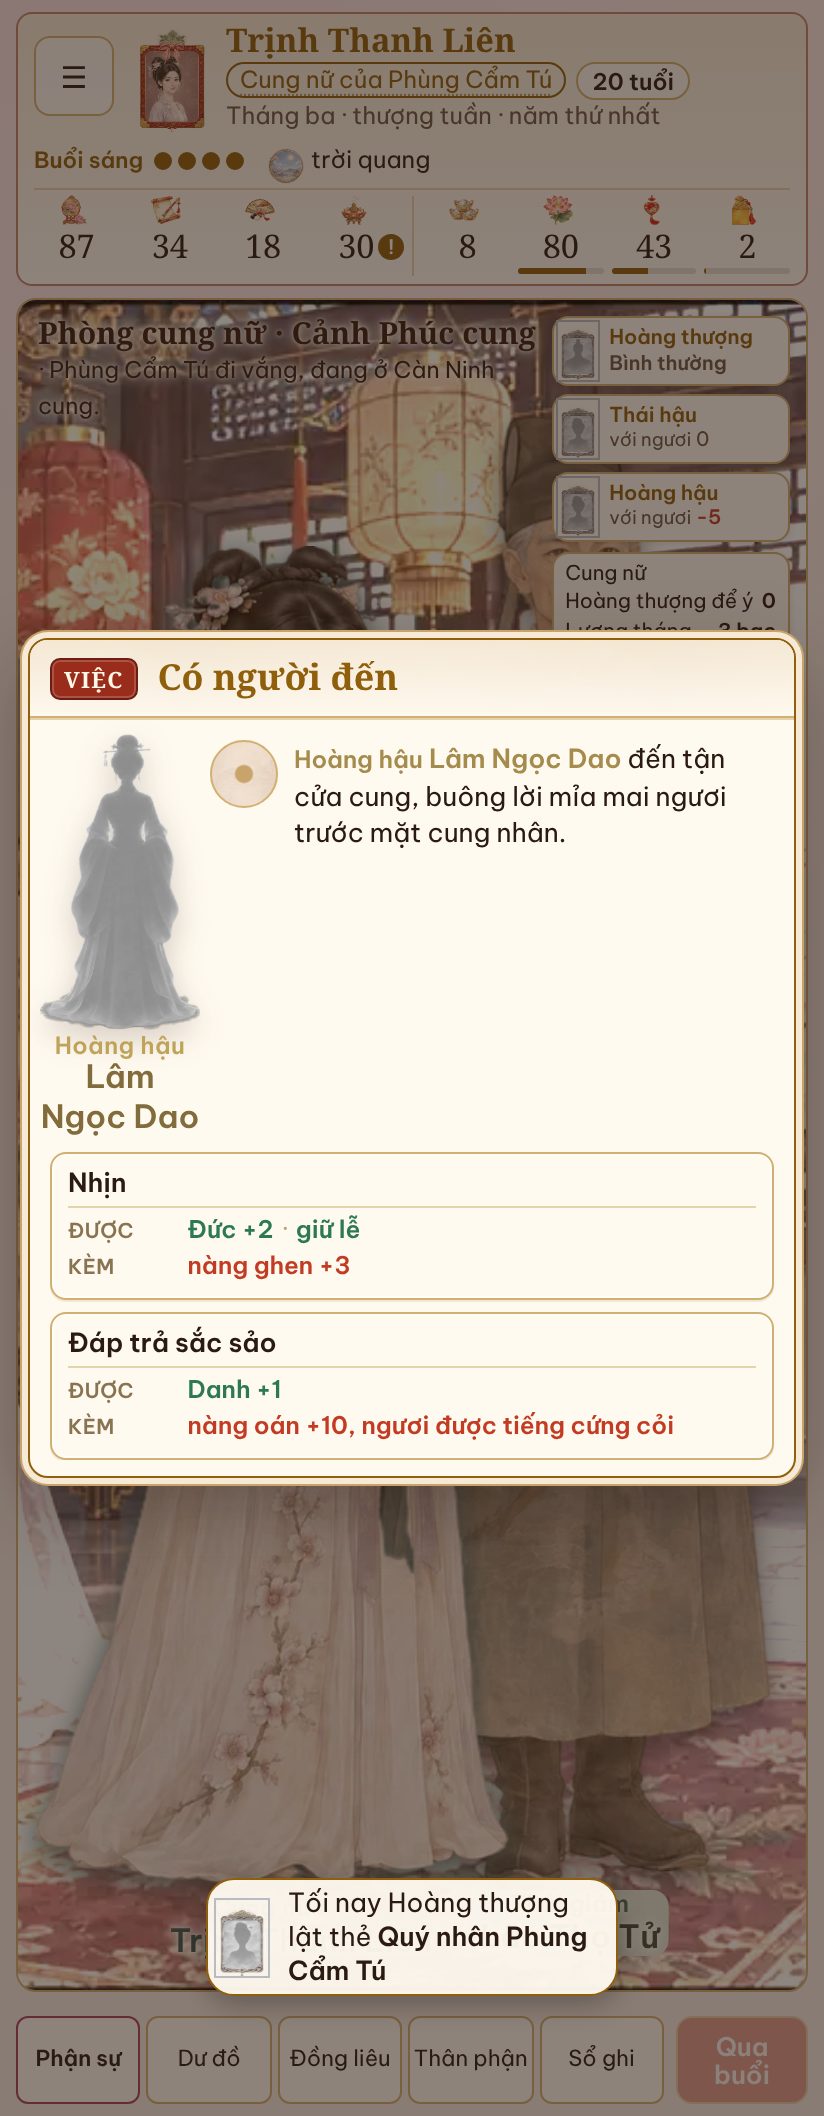 Trịnh Thanh Liên
Cung nữ của Phùng Cẩm Tú
20 tuổi
Tháng ba · thượng tuần · năm thứ nhất
Buổi sáng
trời quang
87 34 18 30 ! 8 80 43 2
Phòng cung nữ · Cảnh Phúc cung
· Phùng Cẩm Tú đi vắng, đang ở Càn Ninh
cung.
Hoàng thượng
Bình thường
Thái hậu
với ngươi 0
Hoàng hậu
với ngươi -5
Cung nữ
Hoàng thượng để ý 0
VIỆC
Có người đến
Hoàng hậu Lâm Ngọc Dao đến tận
cửa cung, buông lời mỉa mai ngươi
trước mặt cung nhân.
Hoàng hậu
Lâm
Ngọc Dao
Nhịn
ĐƯỢC Đức +2 · giữ lễ
KÈM nàng ghen +3
Đáp trả sắc sảo
ĐƯỢC Danh +1
KÈM nàng oán +10, ngươi được tiếng cứng cỏi
Tối nay Hoàng thượng
lật thẻ Quý nhân Phùng
Cẩm Tú
Tử
Phận sự
Dư đồ
Đồng liêu
Thân phận
Sổ ghi
Qua
buổi